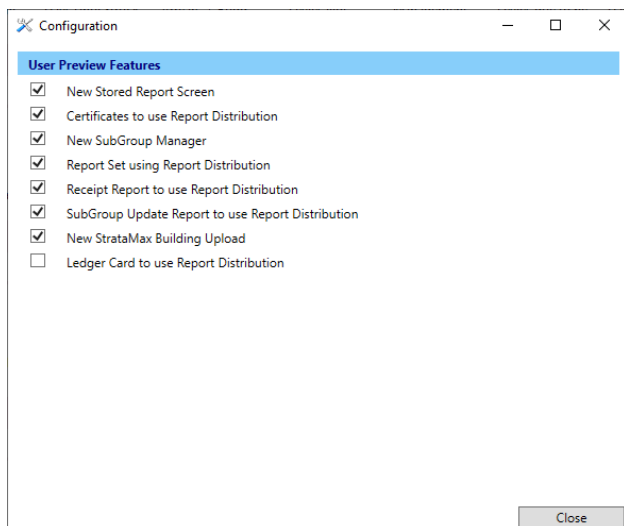 Configuration
User Preview Features
New Stored Report Screen
Certificates to use Report Distribution
New SubGroup Manager
Report Set using Report Distribution
Receipt Report to use Report Distribution
SubGroup Update Report to use Report Distribution
New StrataMax Building Upload
Ledger Card to use Report Distribution
Close